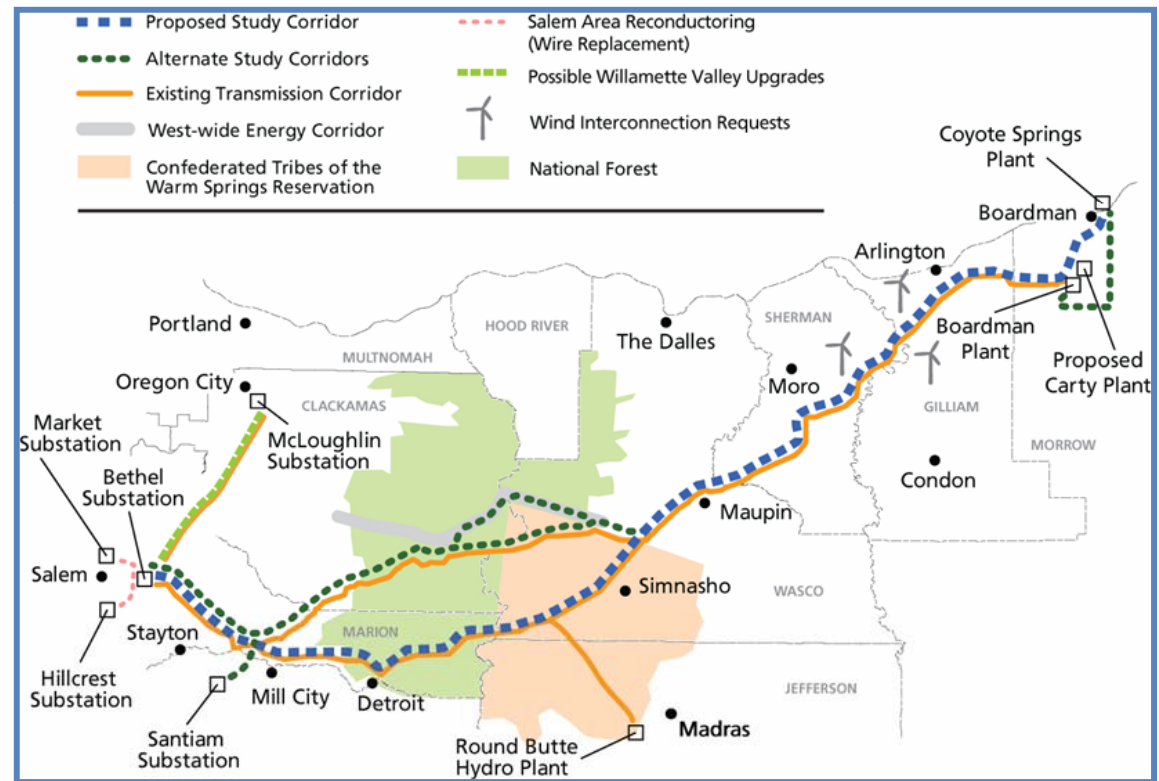 Proposed Study Corridor
Alternate Study Corridors
Existing Transmission Corridor
West-wide Energy Corridor
Confederated Tribes of the
Warm Springs Reservation
Salem Area Reconductoring
(Wire Replacement)
Possible Willamette Valley Upgrades
Wind Interconnection Requests
National Forest
Coyote Springs
Plant
Boardman
Arlington
Portland
HOOD RIVER
The Dalles
SHERMAN
Boardman
Plant
Proposed
Carty Plant
MULTNOMAH
Moro
Oregon City
CLACKAMAS
GILLIAM
Market
Substation
McLoughlin
Substation
MORROW
Bethel
Substation
Condon
Maupin
Salem
Simnasho
WASCO
Stayton
MARION
Hillcrest
Substation
Mill City
Detroit
JEFFERSON
Santiam
Substation
Madras
Round Butte
Hydro Plant